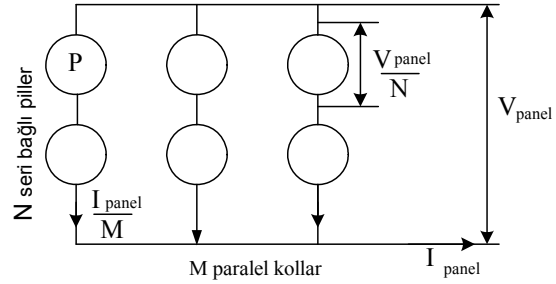 N seri bağlı piller
P
V panel
N
V panel
I panel
M
I panel
M paralel kollar